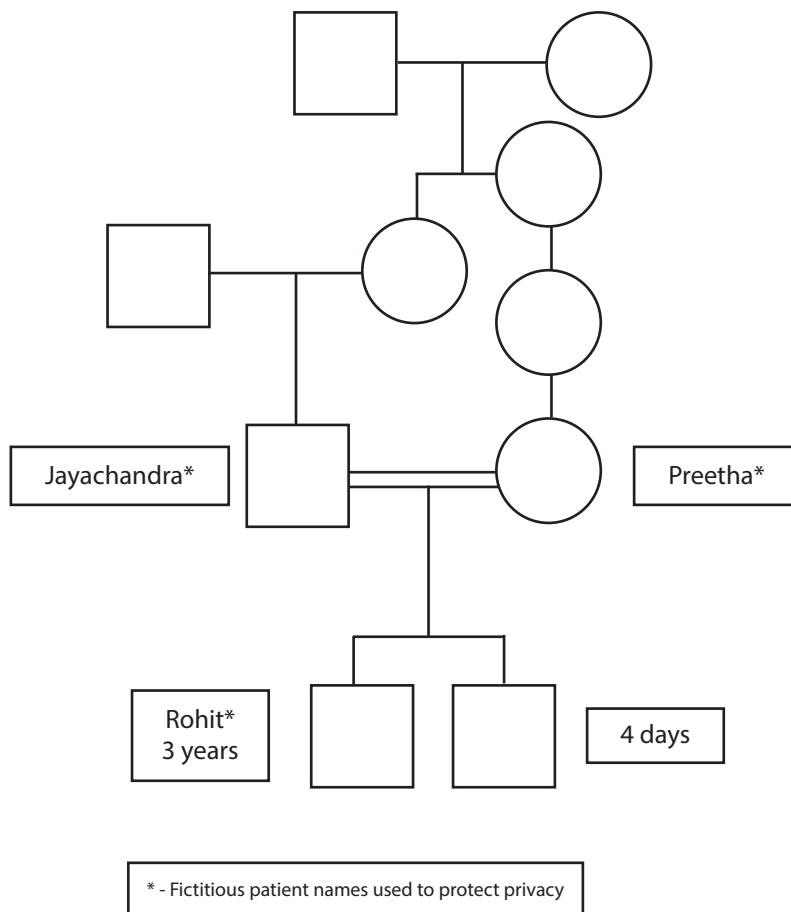 Jayachandra*
Preetha*
Rohit*
3 years
4 days
* - Fictitious patient names used to protect privacy